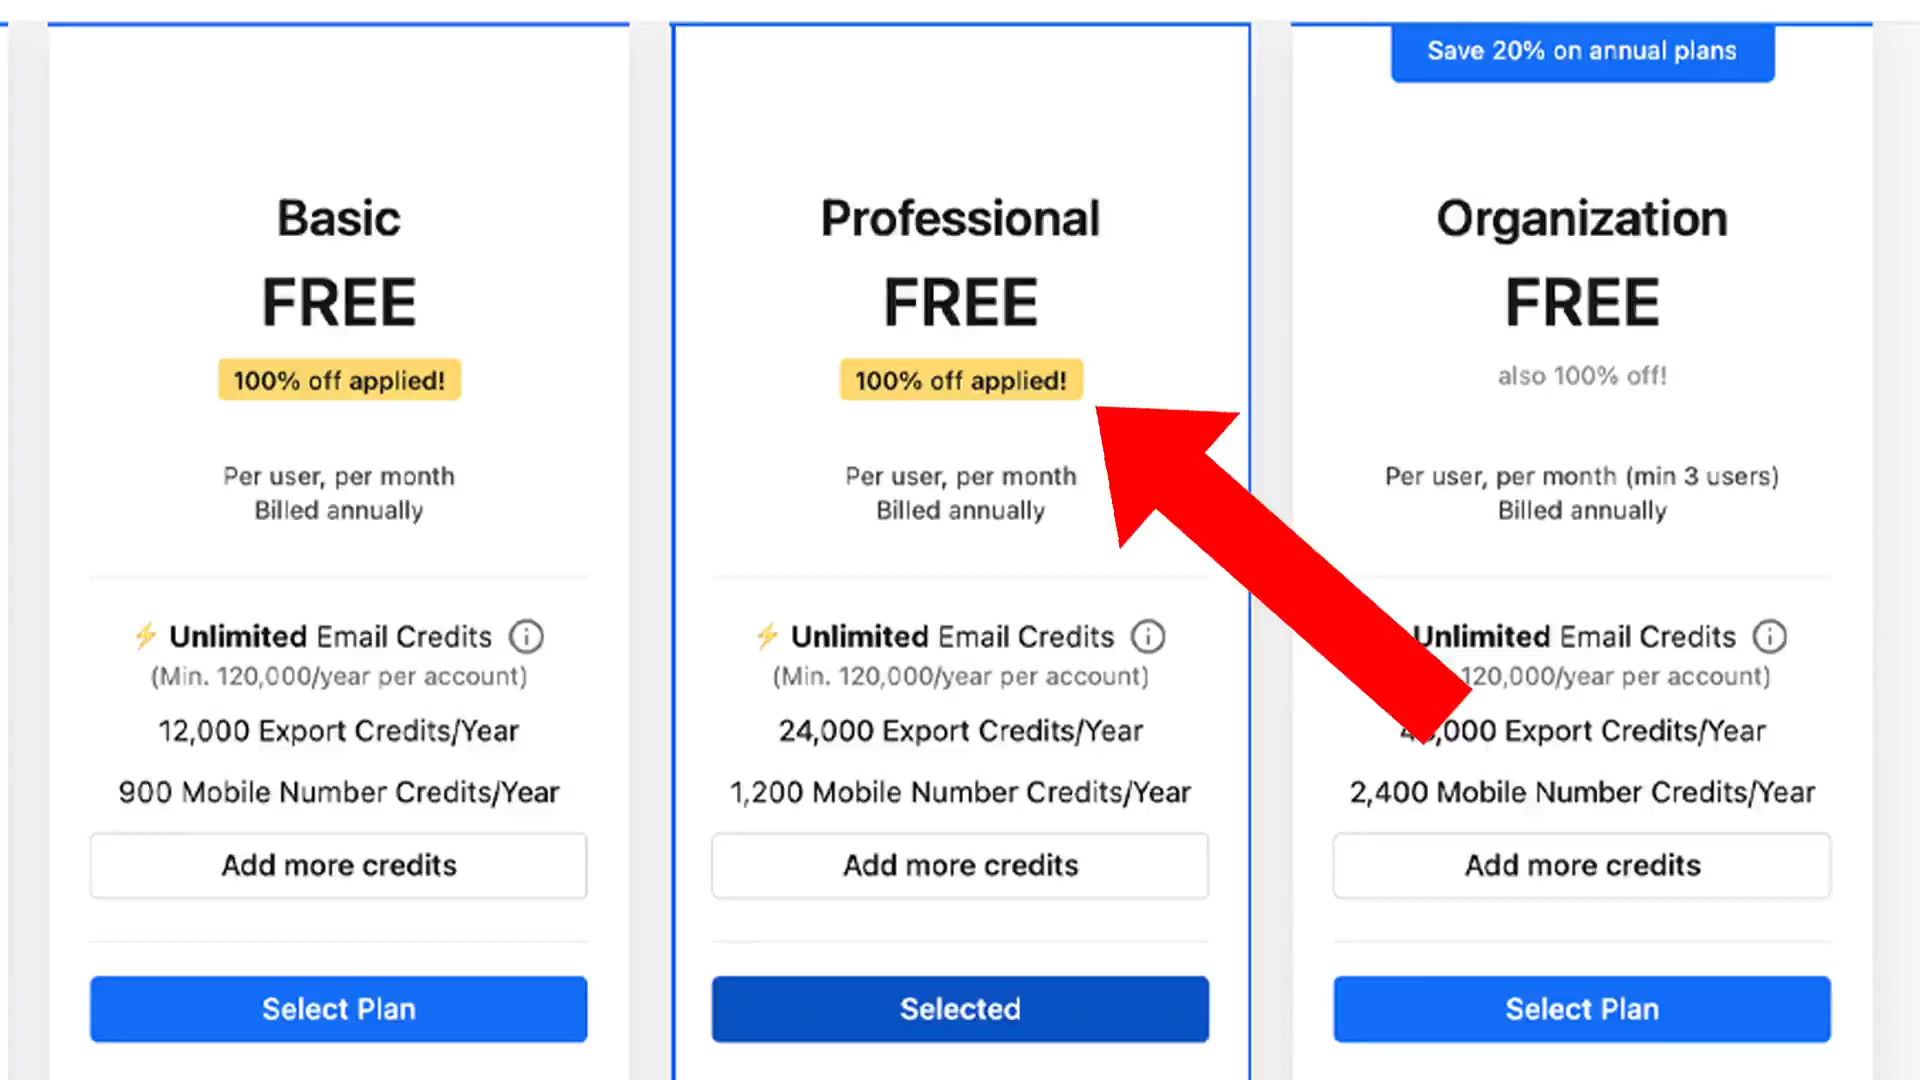 Basic
FREE
100% off applied!
Per user, per month
Billed annually
⚡ Unlimited Email Credits
(Min. 120,000/year per account)
12,000 Export Credits/Year
900 Mobile Number Credits/Year
Add more credits
Select Plan
Professional
FREE
100% off applied!
Per user, per month
Billed annually
⚡ Unlimited Email Credits
(Min. 120,000/year per account)
24,000 Export Credits/Year
1,200 Mobile Number Credits/Year
Add more credits
Selected
Save 20% on annual plans
Organization
FREE
also 100% off!
Per user, per month (min 3 users)
Billed annually
Unlimited Email Credits
120,000/year per account)
Export Credits/Year
2,400 Mobile Number Credits/Year
Add more credits
Select Plan